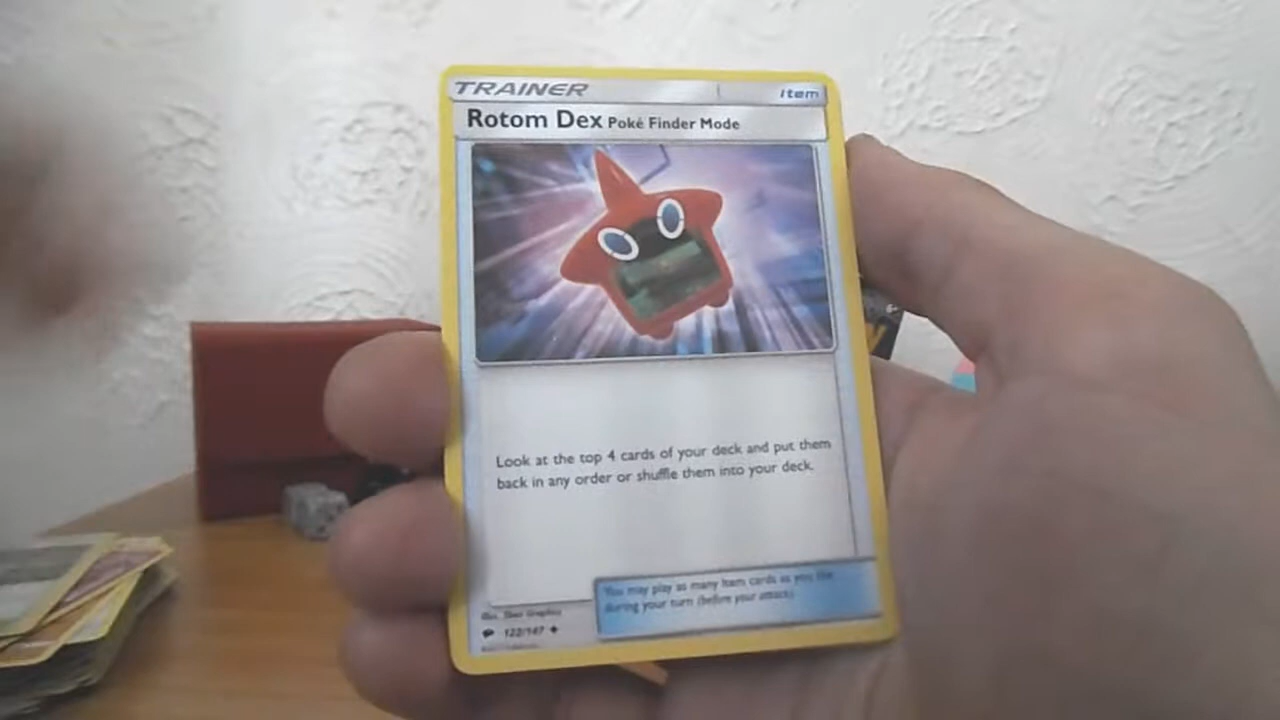 TRAINER Item
Rotom Dex Poké Finder Mode
Look at the top 4 cards of your deck and put them
back in any order or shuffle them into your deck.
You may play as many Item cards as you like
during your turn (before your attack).
122/147